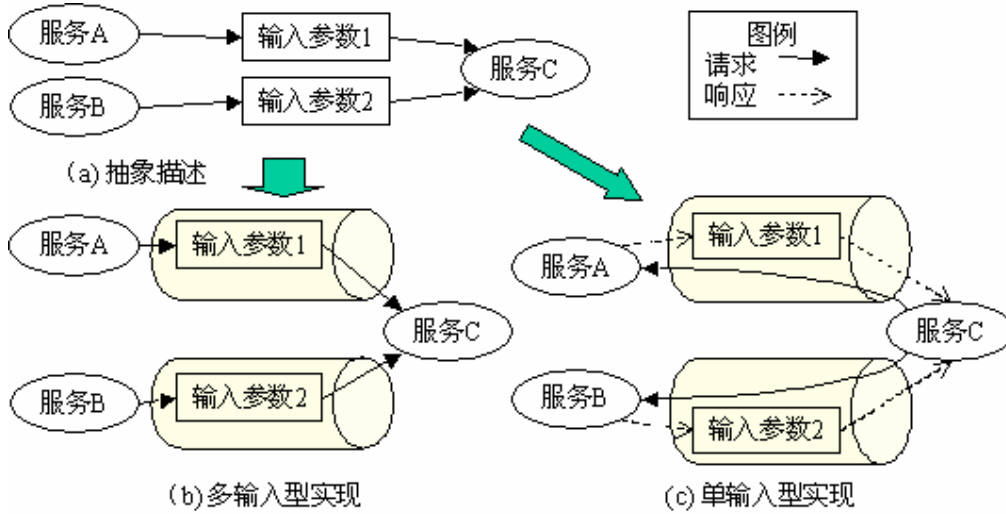 服务A
输入参数1
服务B
输入参数2
服务C
图例
请求
响应
(a)抽象描述
服务A
输入参数1
服务B
输入参数2
服务C
(b)多输入型实现
服务A
输入参数1
服务B
输入参数2
服务C
(c)单输入型实现